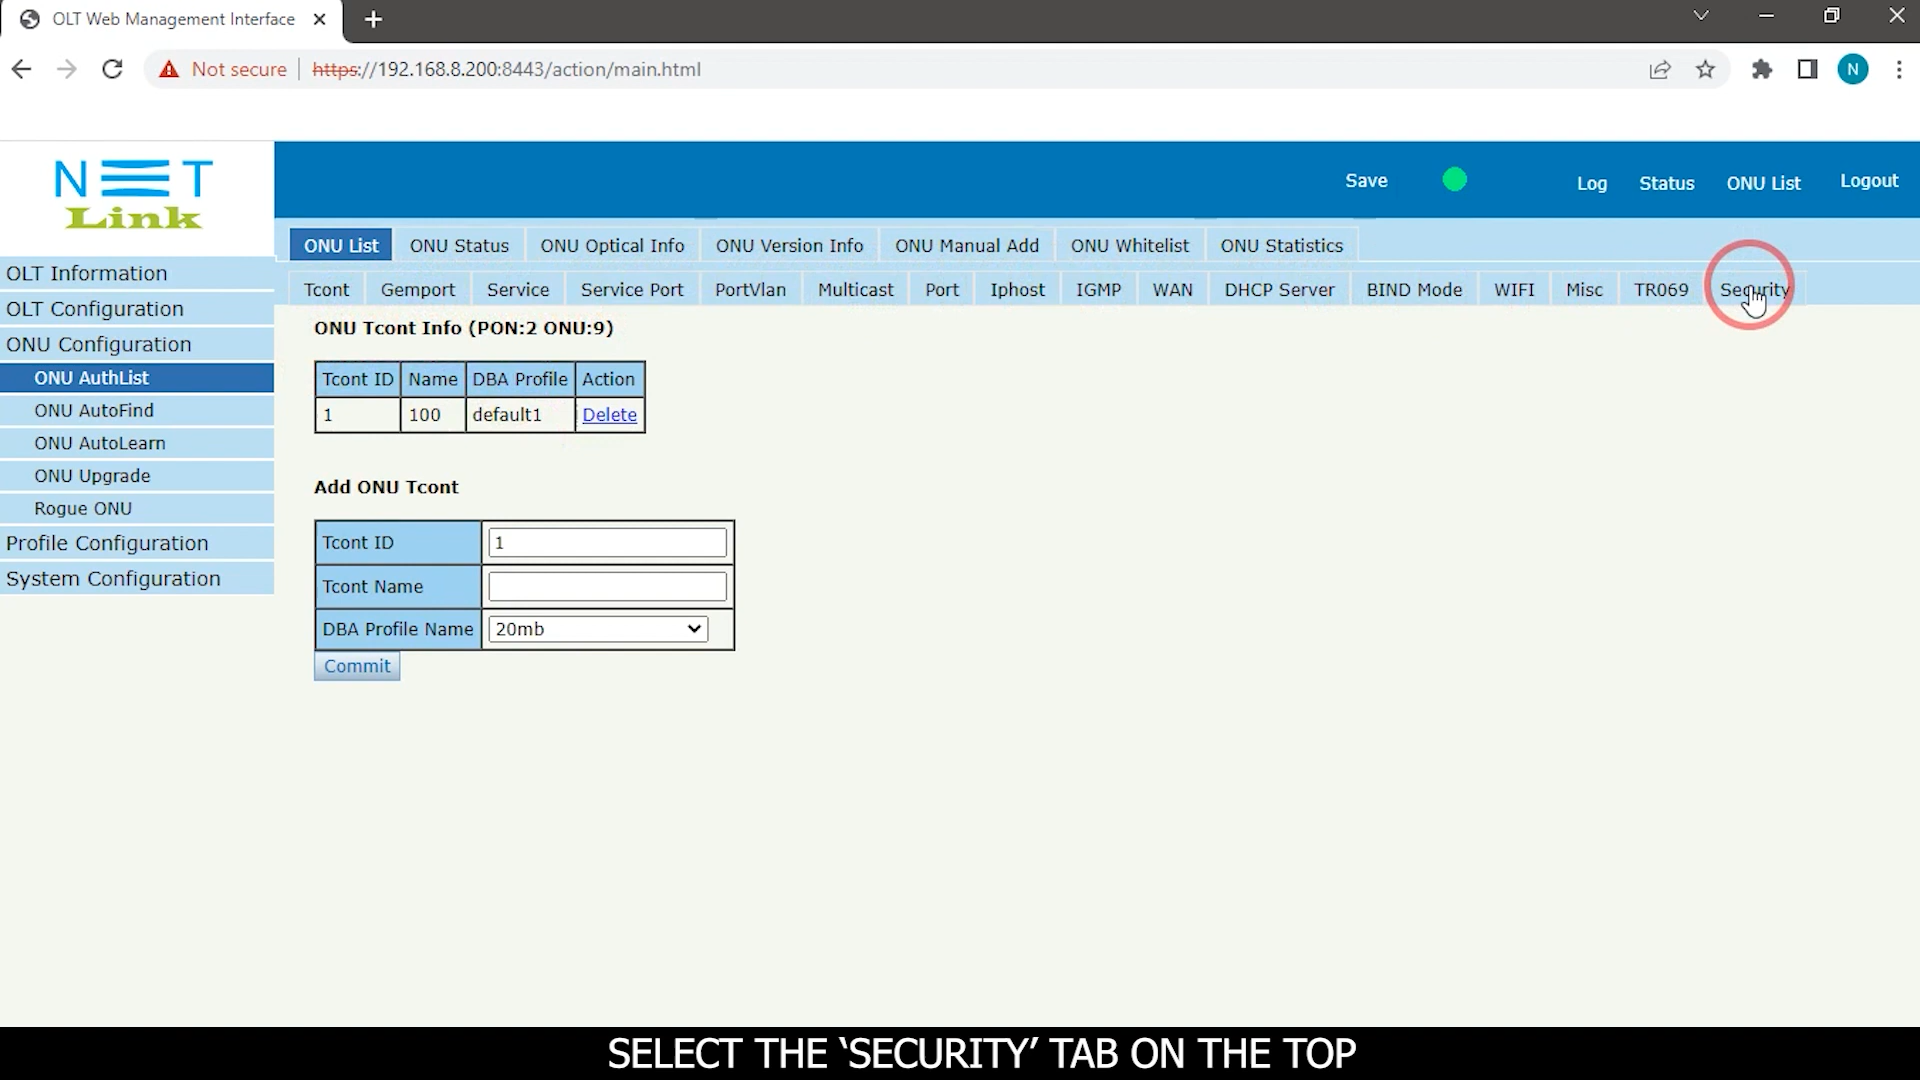 OLT Web Management Interface
Not secure https://192.168.8.200:8443/action/main.html
N
NET
Link
Save Log Status ONU List Logout
ONU List ONU Status ONU Optical Info ONU Version Info ONU Manual Add ONU Whitelist ONU Statistics
Tcont Gemport Service Service Port PortVlan Multicast Port Iphost IGMP WAN DHCP Server BIND Mode WIFI Misc TR069 Security
OLT Information
OLT Configuration
ONU Configuration
ONU AuthList
ONU AutoFind
ONU AutoLearn
ONU Upgrade
Rogue ONU
Profile Configuration
System Configuration
ONU Tcont Info (PON:2 ONU:9)
Tcont ID Name DBA Profile Action
1 100 default1 Delete
Add ONU Tcont
Tcont ID 1
Tcont Name
DBA Profile Name 20mb
Commit
SELECT THE ‘SECURITY’ TAB ON THE TOP